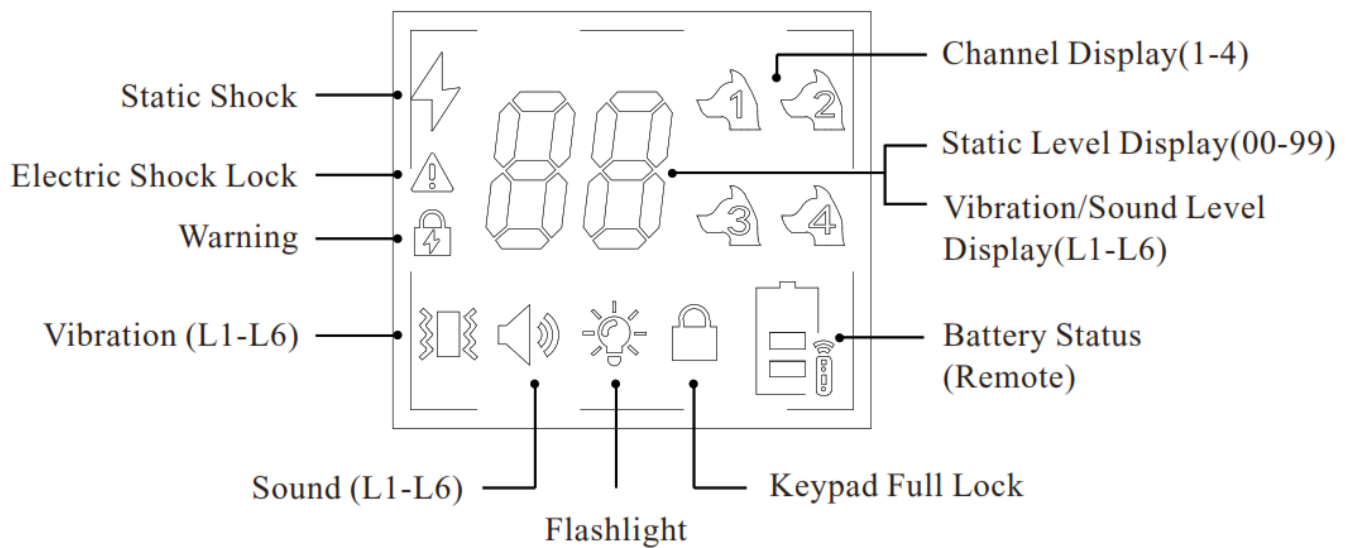 Channel Display(1-4)
Static Shock
1
2
88
Static Level Display(00-99)
Electric Shock Lock
Vibration/Sound Level
Display(L1-L6)
Warning
3
4
Vibration (L1-L6)
Battery Status
(Remote)
Sound (L1-L6)
Keypad Full Lock
Flashlight